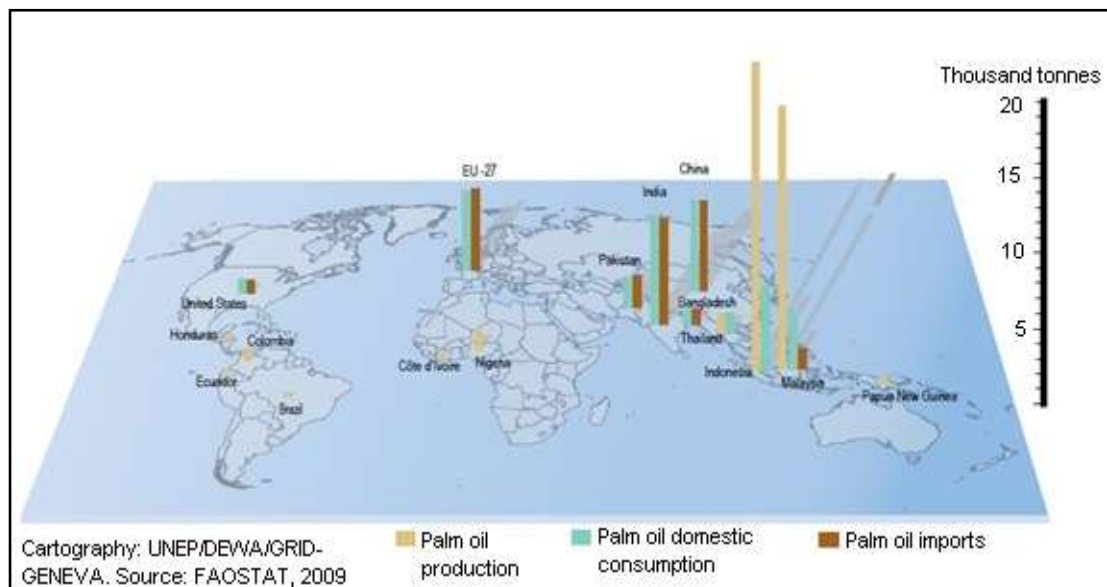 Thousand tonnes
20
15
10
5
EU -27
China
India
Pakistan
Bangladesh
Thailand
Indonesia
Malaysia
Papua New Guinea
United States
Honduras
Colombia
Ecuador
Brazil
Côte d'Ivoire
Nigeria
Cartography: UNEP/DEWA/GRID-
GENEVA. Source: FAOSTAT, 2009
Palm oil
production
Palm oil domestic
consumption
Palm oil imports